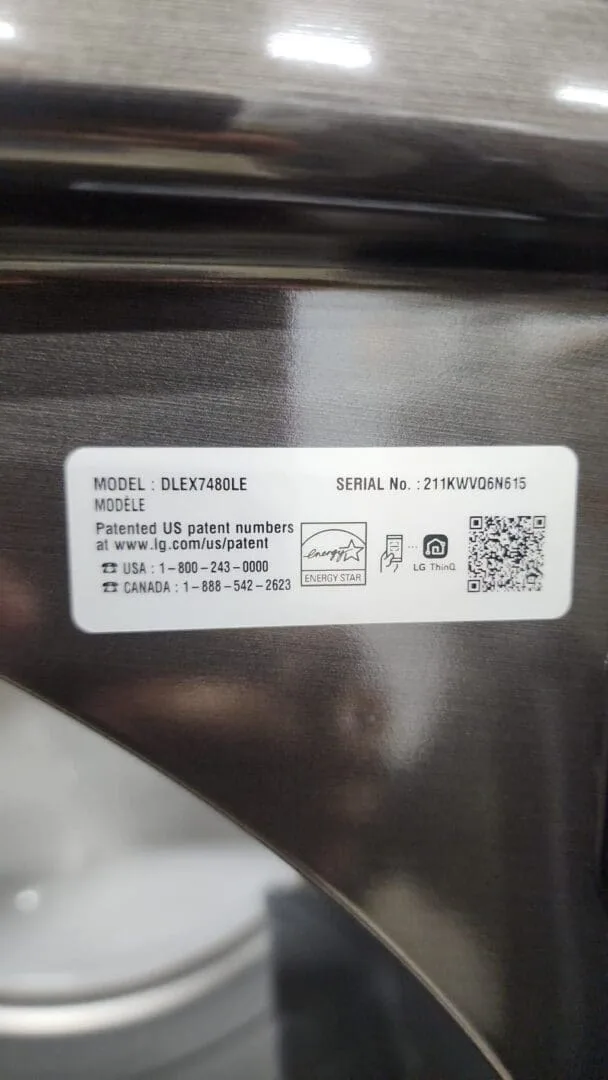 MODEL : DLEX7480LE
MODÈLE
SERIAL No. : 211KWVQ6N615
Patented US patent numbers
at www.lg.com/us/patent
☎ USA : 1-800-243-0000
☎ CANADA : 1-888-542-2623
energy
ENERGY STAR
LG ThinQ